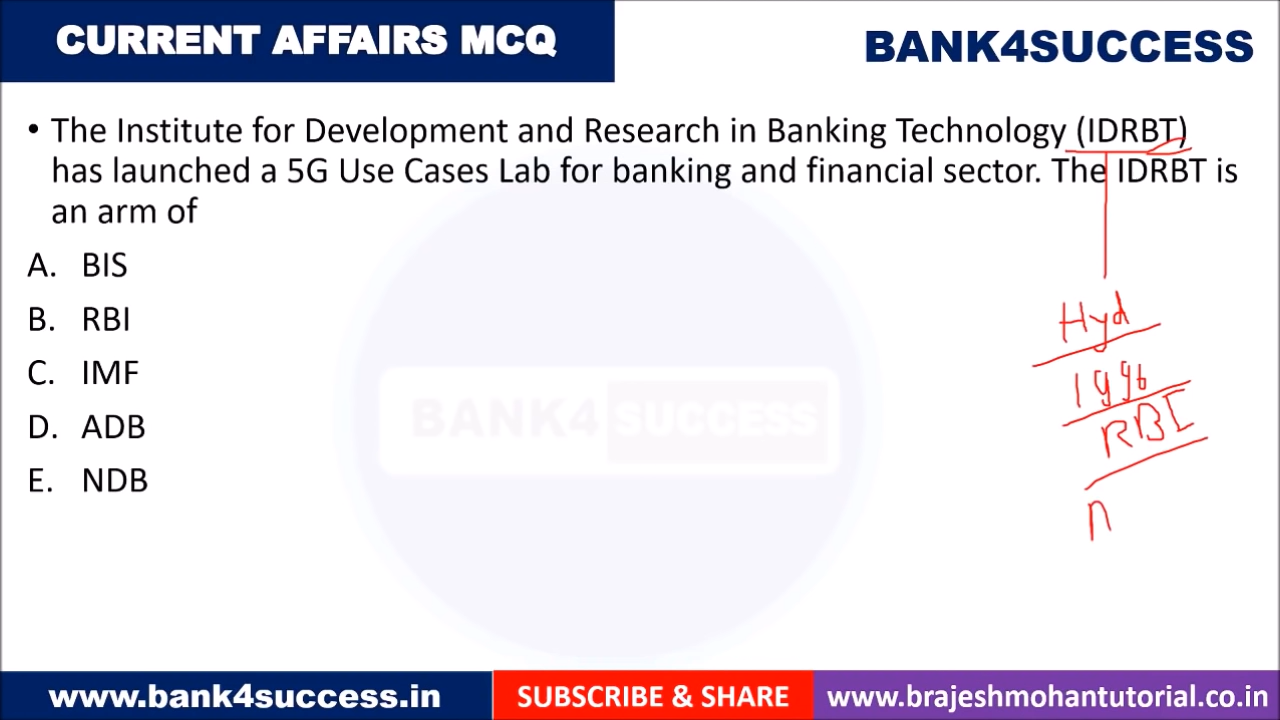 CURRENT AFFAIRS MCQ
BANK4SUCCESS
• The Institute for Development and Research in Banking Technology (IDRBT)
has launched a 5G Use Cases Lab for banking and financial sector. The IDRBT is
an arm of
A. BIS
B. RBI
C. IMF
D. ADB
E. NDB
Hyd
1996
RBI
n
BANK4 SUCCESS
www.bank4success.in
SUBSCRIBE & SHARE
www.brajeshmohantutorial.co.in